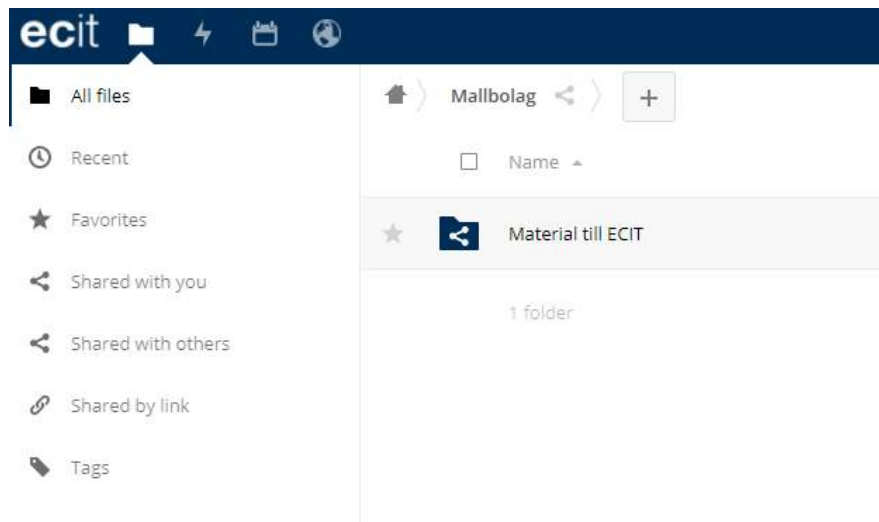 ecit
All files
Recent
Favorites
Shared with you
Shared with others
Shared by link
Tags
Mallbolag
+
Name
Material till ECIT
1 folder